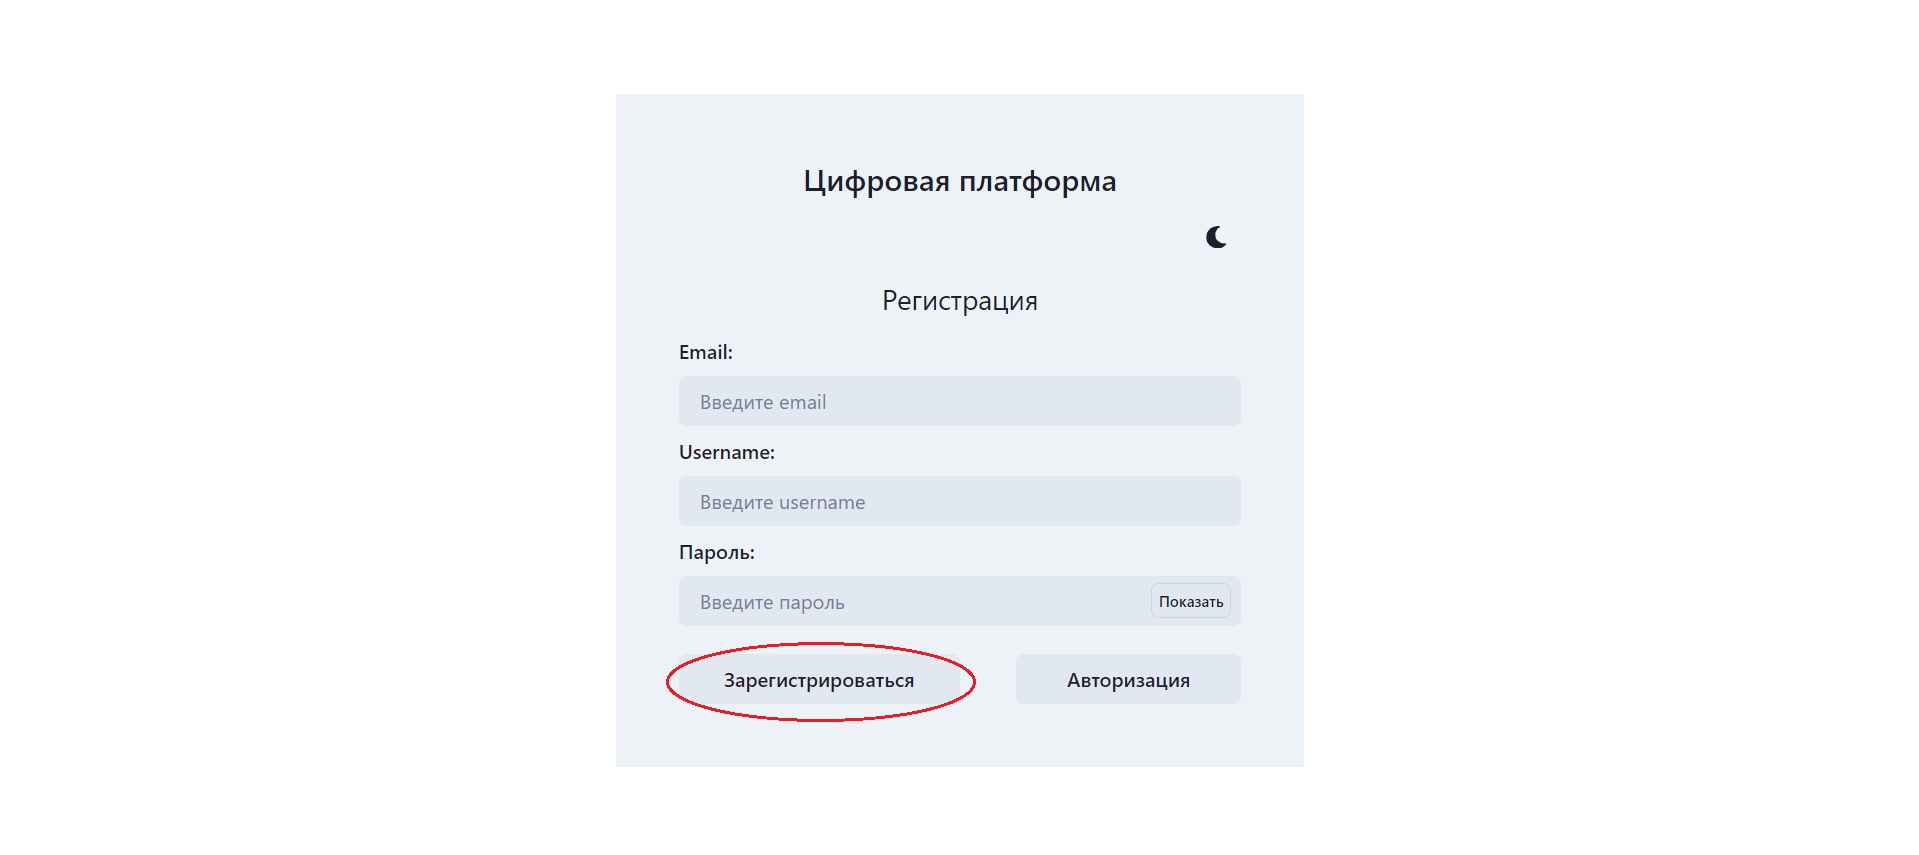 Цифровая платформа
Регистрация
Email:
Введите email
Username:
Введите username
Пароль:
Введите пароль
Показать
Зарегистрироваться
Авторизация